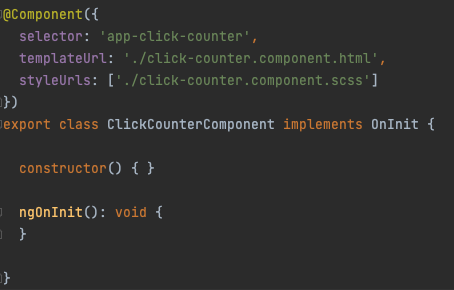 @Component({
  selector: 'app-click-counter',
  templateUrl: './click-counter.component.html',
  styleUrls: ['./click-counter.component.scss']
})
export class ClickCounterComponent implements OnInit {
  constructor() { }
  ngOnInit(): void {
  }
}